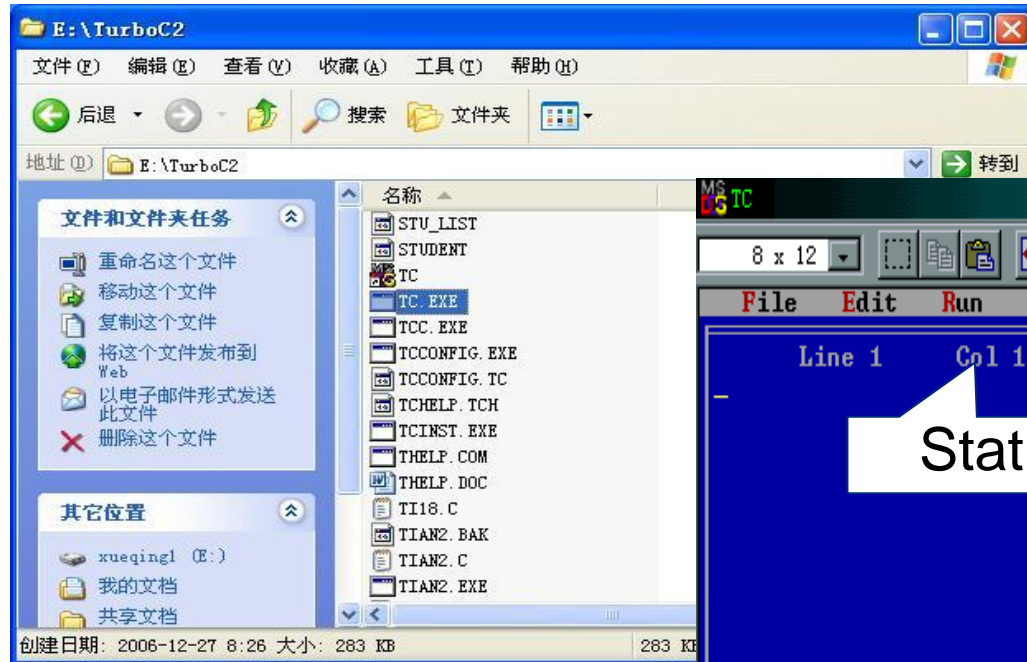 E:\TurboC2
文件(F) 编辑(E) 查看(V) 收藏(A) 工具(T) 帮助(H)
后退 搜索 文件夹
地址(D) E:\TurboC2 转到
文件和文件夹任务
重命名这个文件
移动这个文件
复制这个文件
将这个文件发布到
Web
以电子邮件形式发送
此文件
删除这个文件
其它位置
xueqing1 (E:)
我的文档
共享文档
名称
STU_LIST
STUDENT
TC
TC.EXE
TCC.EXE
TCCONFIG.EXE
TCCONFIG.TC
TCHELP.TCH
TCINST.EXE
THELP.COM
THELP.DOC
TI18.C
TIAN2.BAK
TIAN2.C
TIAN2.EXE
创建日期: 2006-12-27 8:26 大小: 283 KB 283 KB
TC
8 x 12
File Edit Run
Line 1 Col 1
Stat